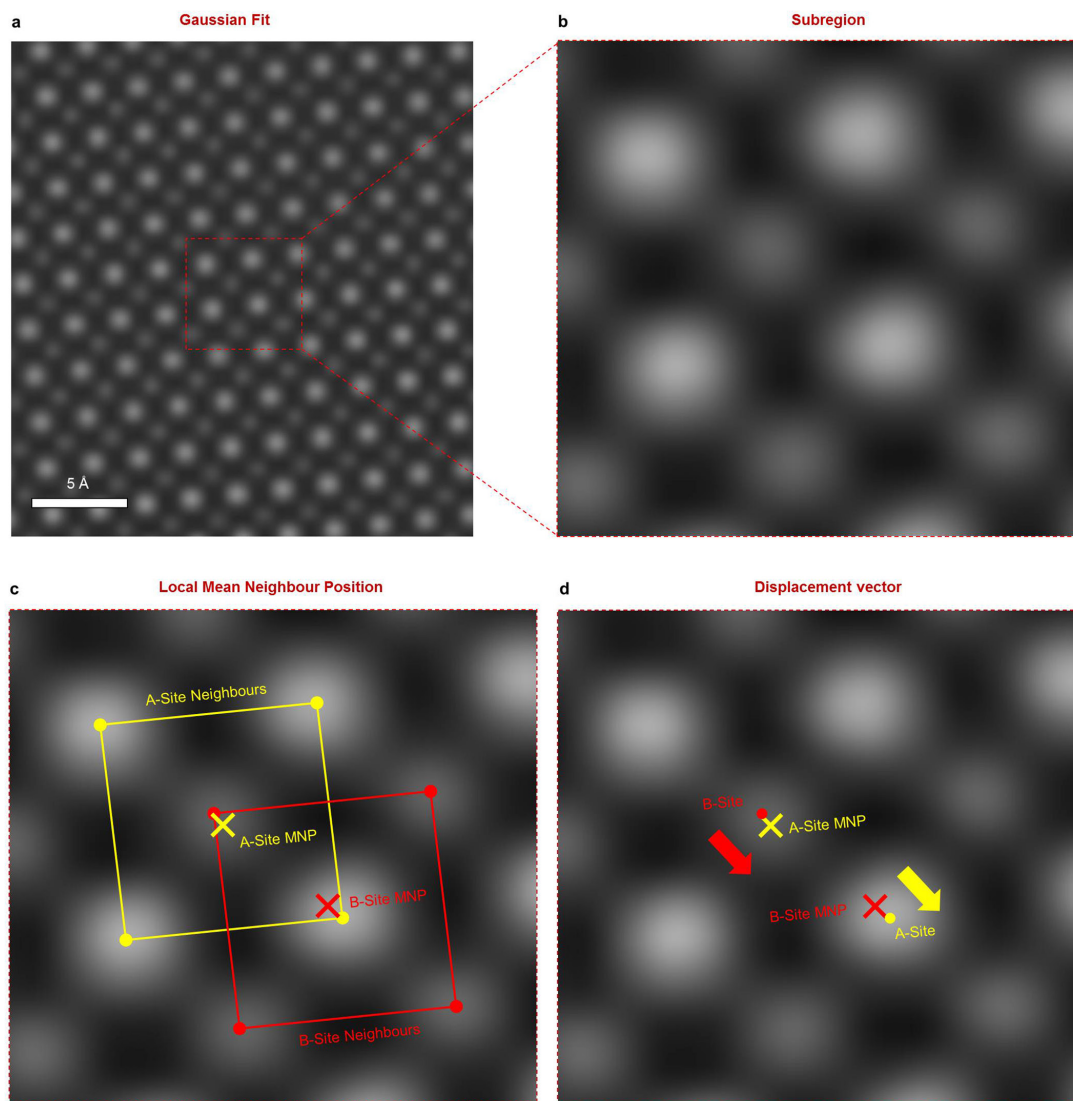 a
Gaussian Fit
b
Subregion
5 Å
c
Local Mean Neighbour Position
d
Displacement vector
A-Site Neighbours
A-Site MNP
B-Site MNP
B-Site Neighbours
B-Site
A-Site MNP
B-Site MNP
A-Site